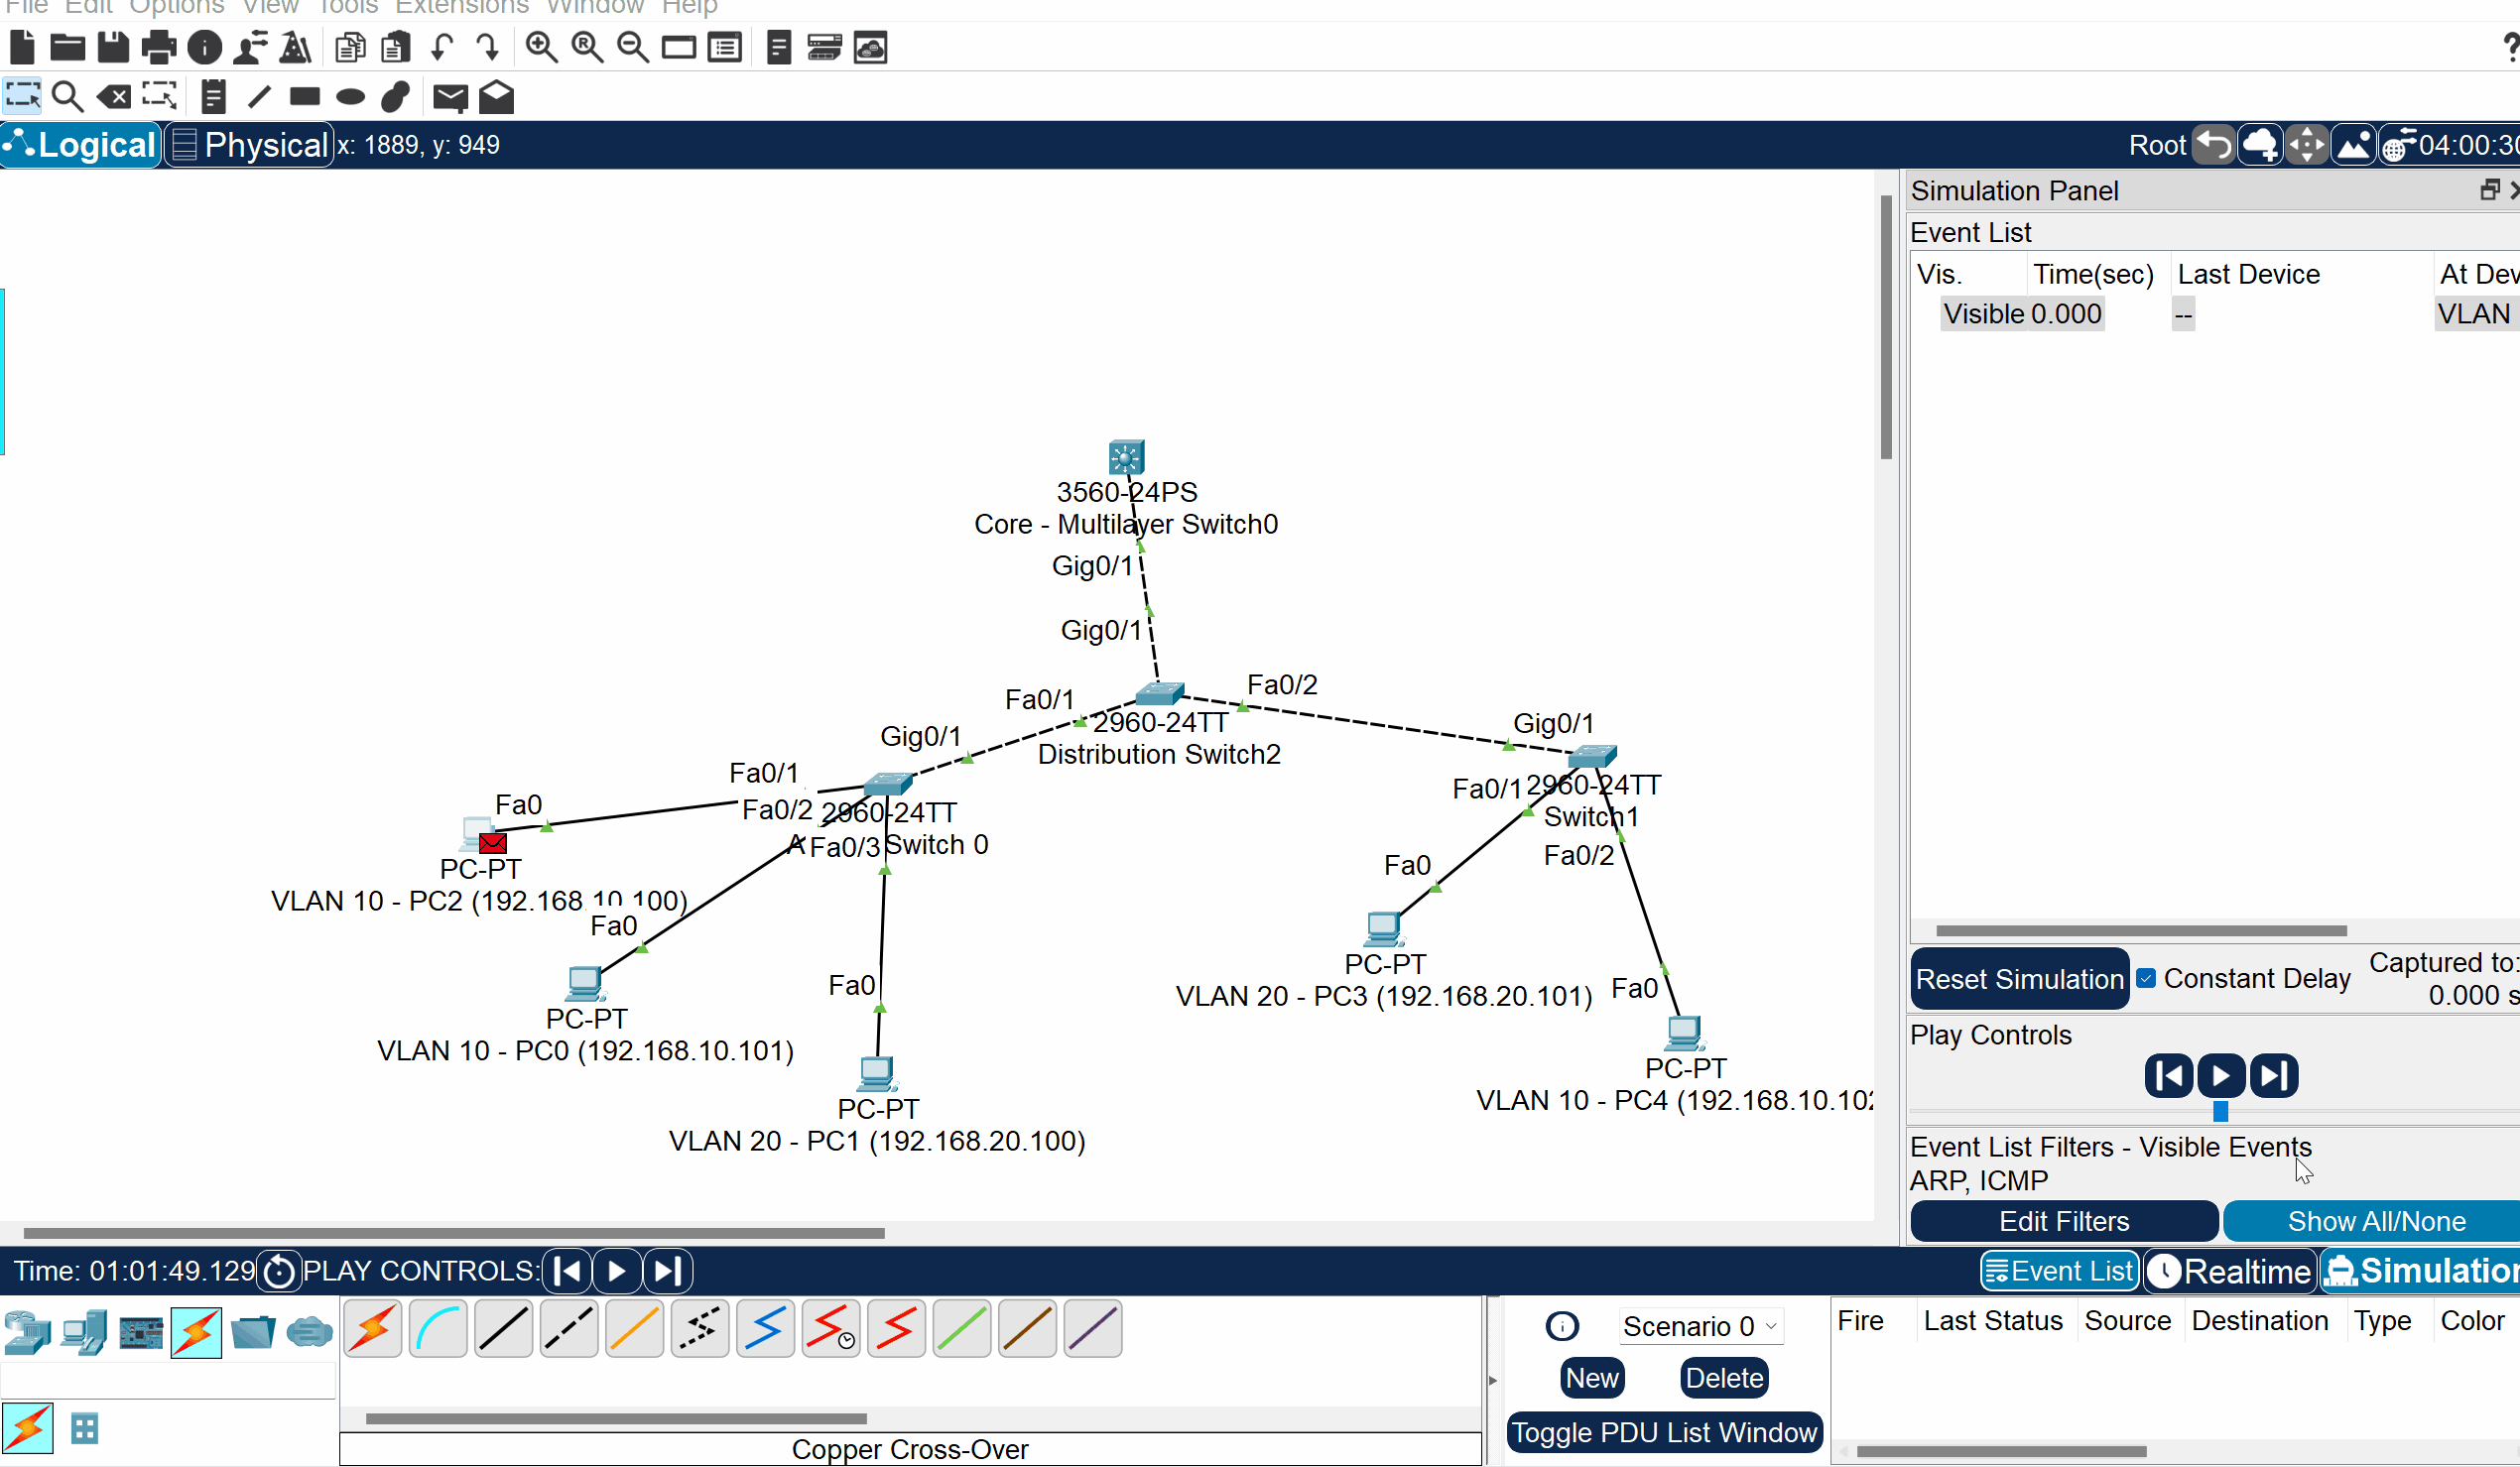 File Edit Options View Tools Extensions Window Help
Logical Physical x: 1889, y: 949 Root 04:00:30
Simulation Panel
Event List
Vis. Time(sec) Last Device At Dev
Visible 0.000 -- VLAN
3560-24PS
Core - Multilayer Switch0
Gig0/1
Gig0/1
Fa0/1
Fa0/2
2960-24TT
Distribution Switch2
Gig0/1
Gig0/1
Fa0/1
Fa0/2
2960-24TT
A Fa0/3 Switch 0
Fa0
PC-PT
VLAN 10 - PC2 (192.168.10.100)
Fa0
PC-PT
VLAN 10 - PC0 (192.168.10.101)
Fa0
PC-PT
VLAN 20 - PC1 (192.168.20.100)
Fa0/1 2960-24TT
Switch1
Fa0/2
Fa0
PC-PT
VLAN 20 - PC3 (192.168.20.101)
Fa0
PC-PT
VLAN 10 - PC4 (192.168.10.102
Reset Simulation Constant Delay Captured to:
0.000 s
Play Controls
Event List Filters - Visible Events
ARP, ICMP
Edit Filters Show All/None
Time: 01:01:49.129 PLAY CONTROLS: Event List Realtime Simulation
Scenario 0
New Delete
Toggle PDU List Window
Fire Last Status Source Destination Type Color
Copper Cross-Over